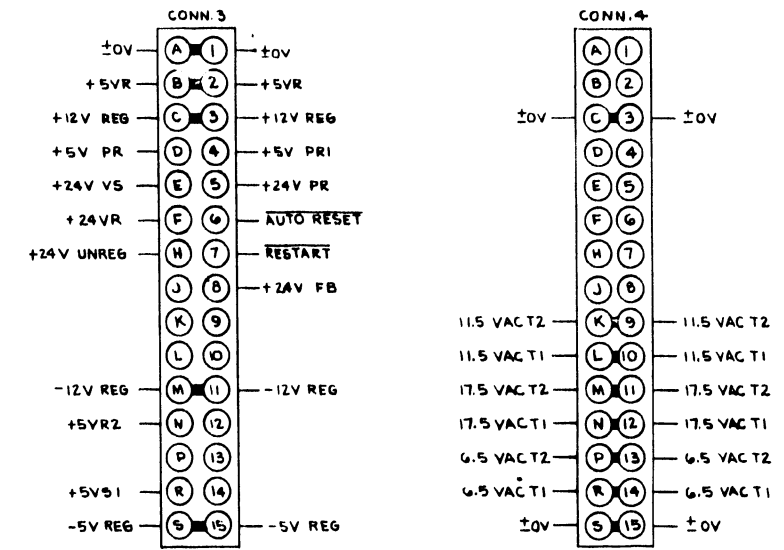 CONN.3
±0V A 1 ±0V
+5VR B 2 +5VR
+12V REG C 3 +12V REG
+5V PR D 4 +5V PR1
+24V VS E 5 +24V PR
+24VR F 6 AUTO RESET
+24V UNREG H 7 RESTART
J 8 +24V FB
K 9
L 10
-12V REG M 11 -12V REG
+5VR2 N 12
P 13
+5VS1 R 14
-5V REG S 15 -5V REG
CONN.4
A 1
B 2
±0V C 3 ±0V
D 4
E 5
F 6
H 7
J 8
11.5 VAC T2 K 9 11.5 VAC T2
11.5 VAC T1 L 10 11.5 VAC T1
17.5 VAC T2 M 11 17.5 VAC T2
17.5 VAC T1 N 12 17.5 VAC T1
6.5 VAC T2 P 13 6.5 VAC T2
6.5 VAC T1 R 14 6.5 VAC T1
±0V S 15 ±0V